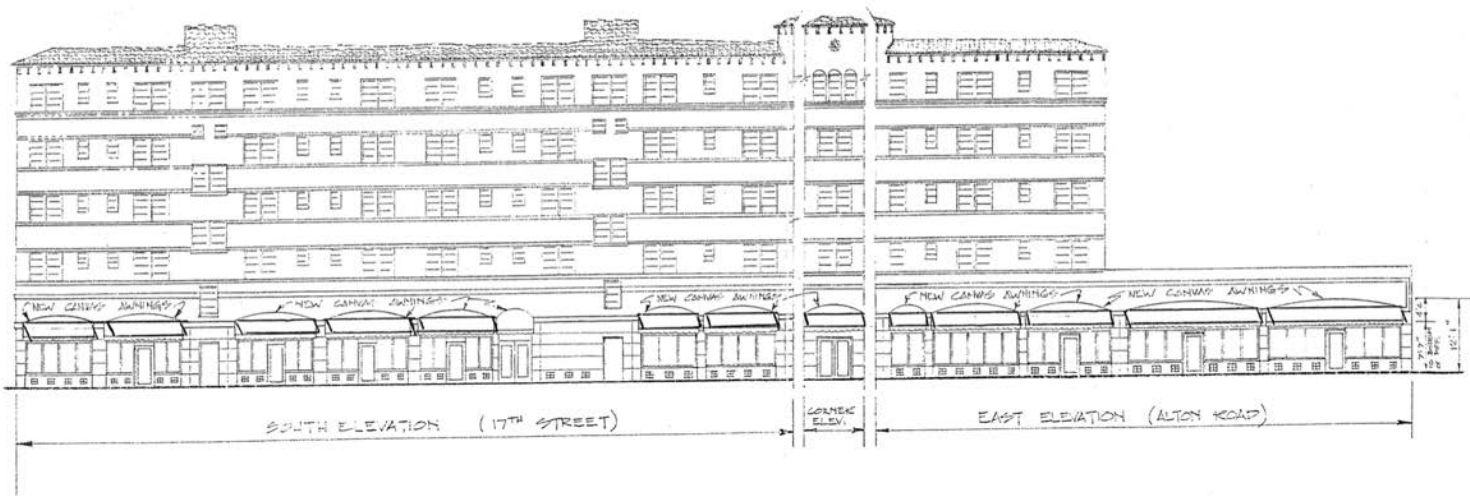 NEW CANVAS AWNINGS
NEW CANVAS AWNINGS
NEW CANVAS AWNINGS
NEW CANVAS AWNINGS
NEW CANVAS AWNINGS
SOUTH ELEVATION (17TH STREET)
CORNER
ELEV.
EAST ELEVATION (ALTON ROAD)